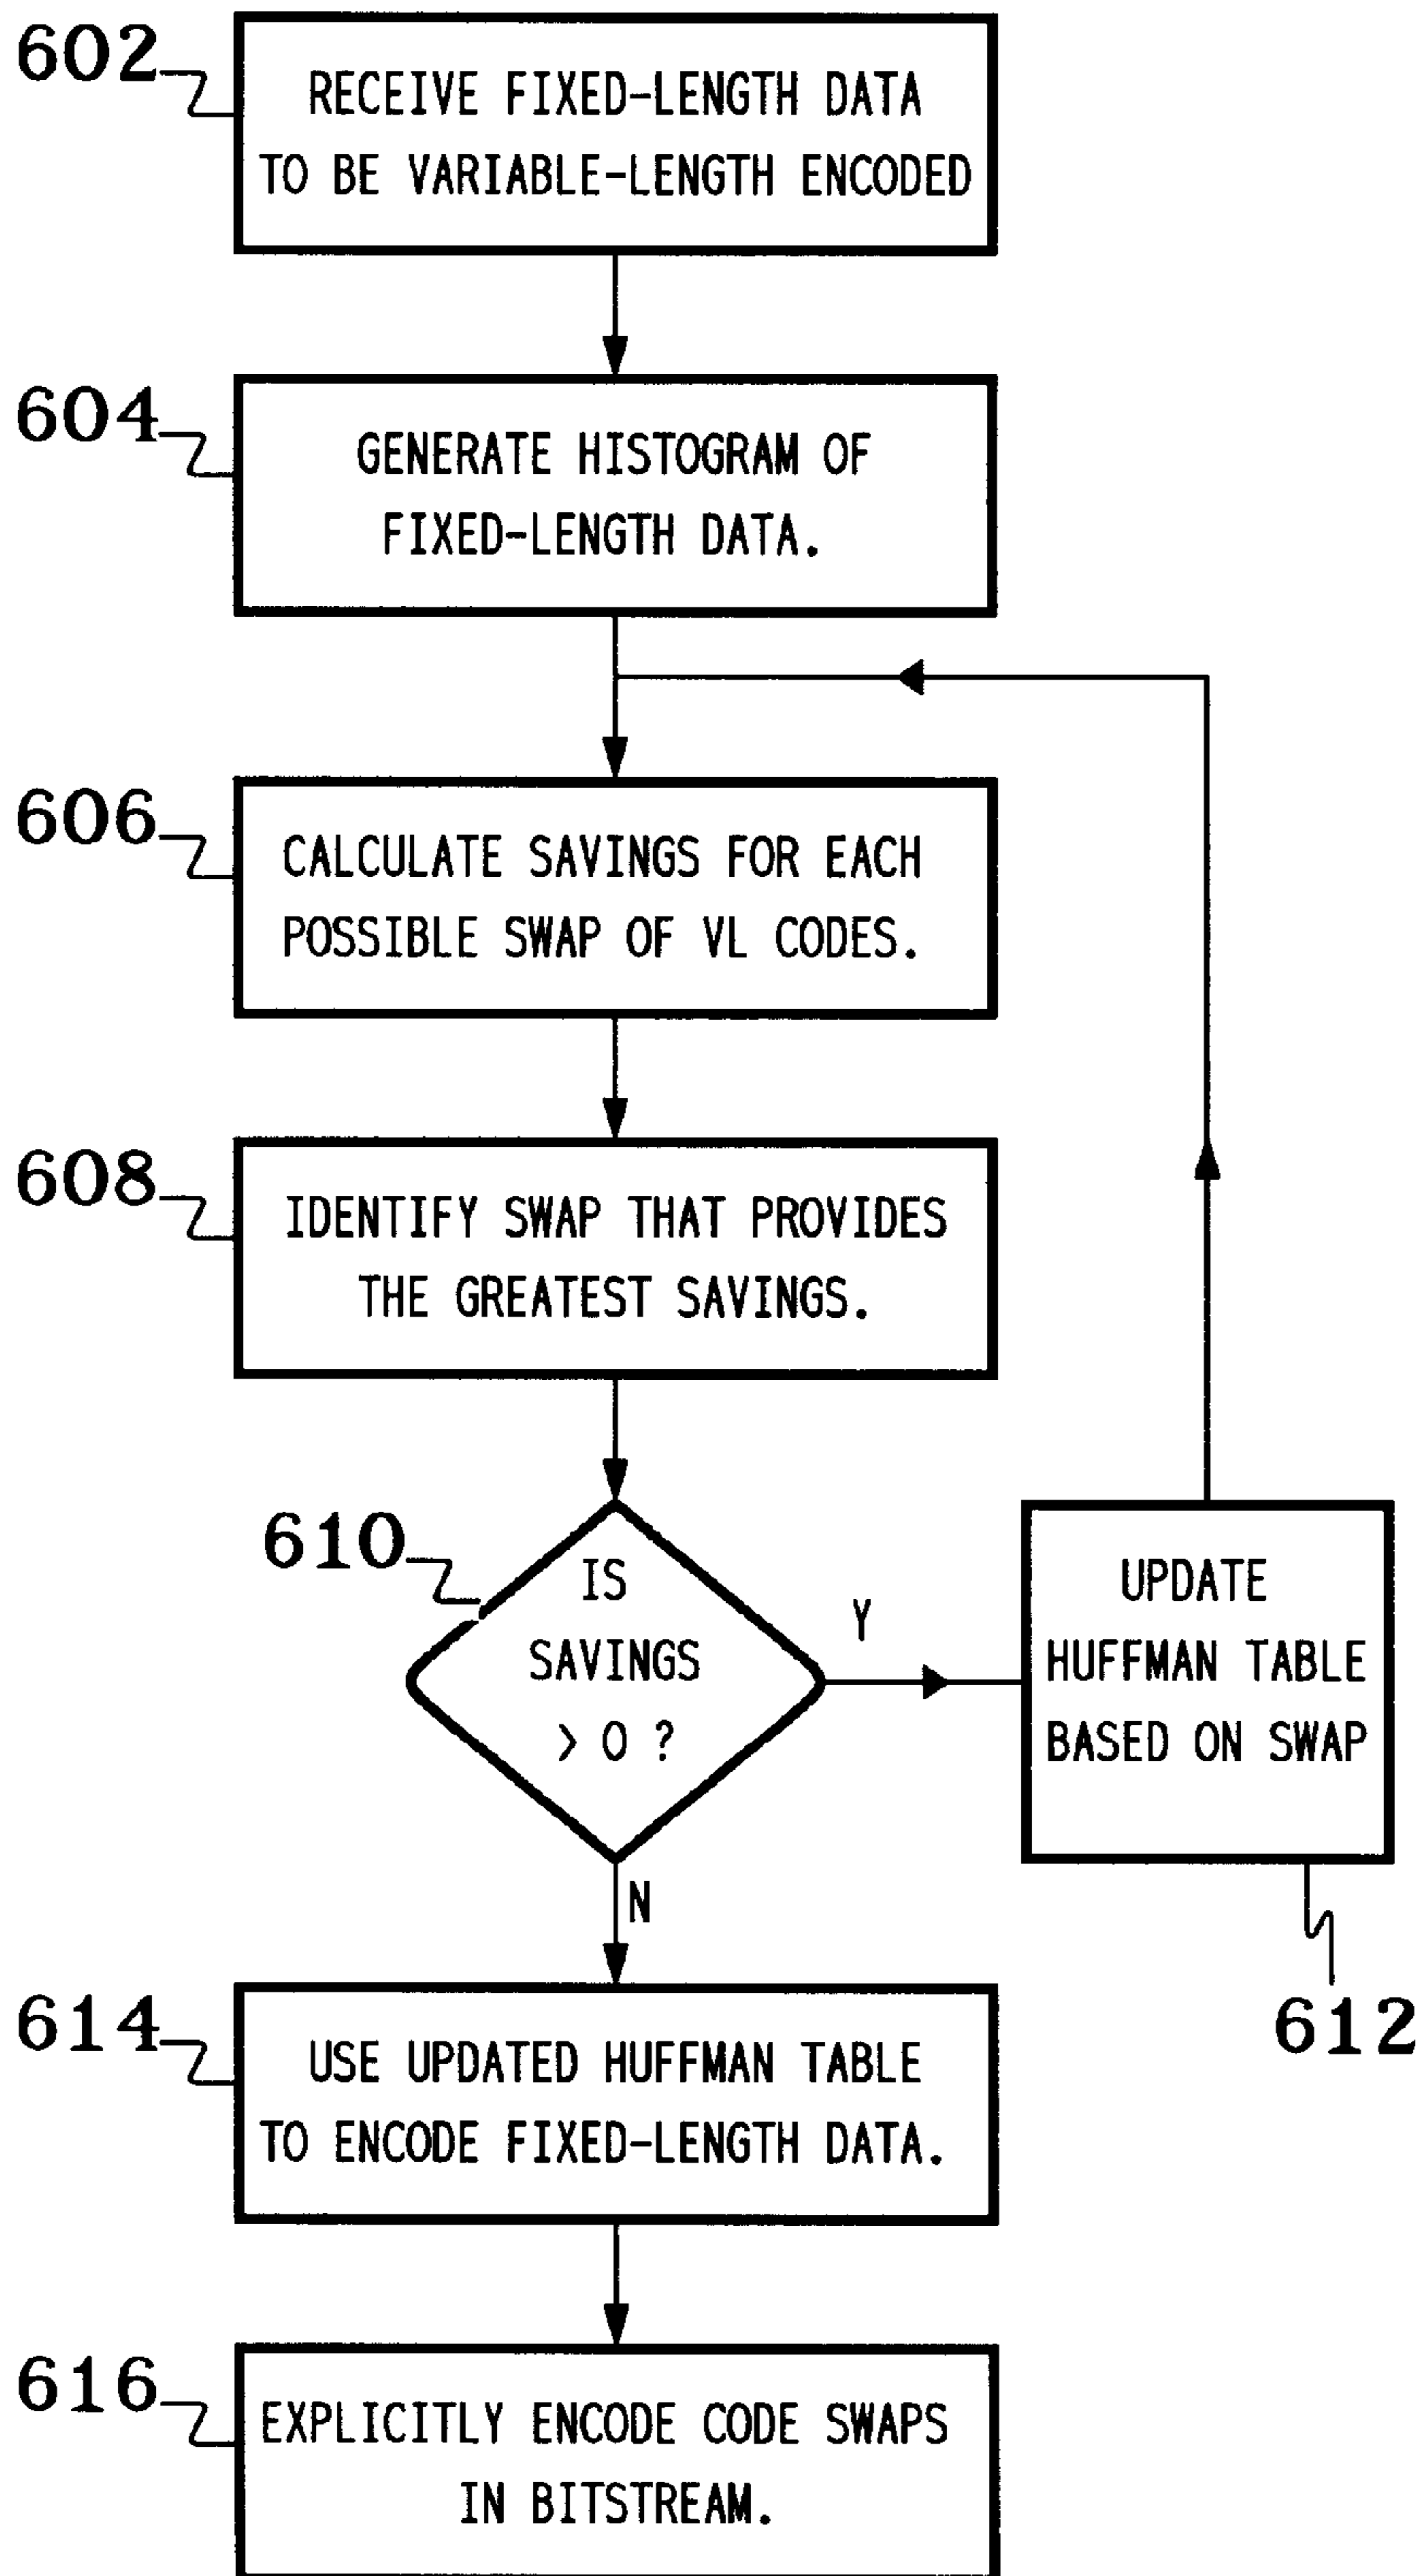 602
RECEIVE FIXED-LENGTH DATA
TO BE VARIABLE-LENGTH ENCODED
604
GENERATE HISTOGRAM OF
FIXED-LENGTH DATA.
606
CALCULATE SAVINGS FOR EACH
POSSIBLE SWAP OF VL CODES.
608
IDENTIFY SWAP THAT PROVIDES
THE GREATEST SAVINGS.
610
IS
SAVINGS
> 0 ?
Y
UPDATE
HUFFMAN TABLE
BASED ON SWAP
612
N
614
USE UPDATED HUFFMAN TABLE
TO ENCODE FIXED-LENGTH DATA.
616
EXPLICITLY ENCODE CODE SWAPS
IN BITSTREAM.